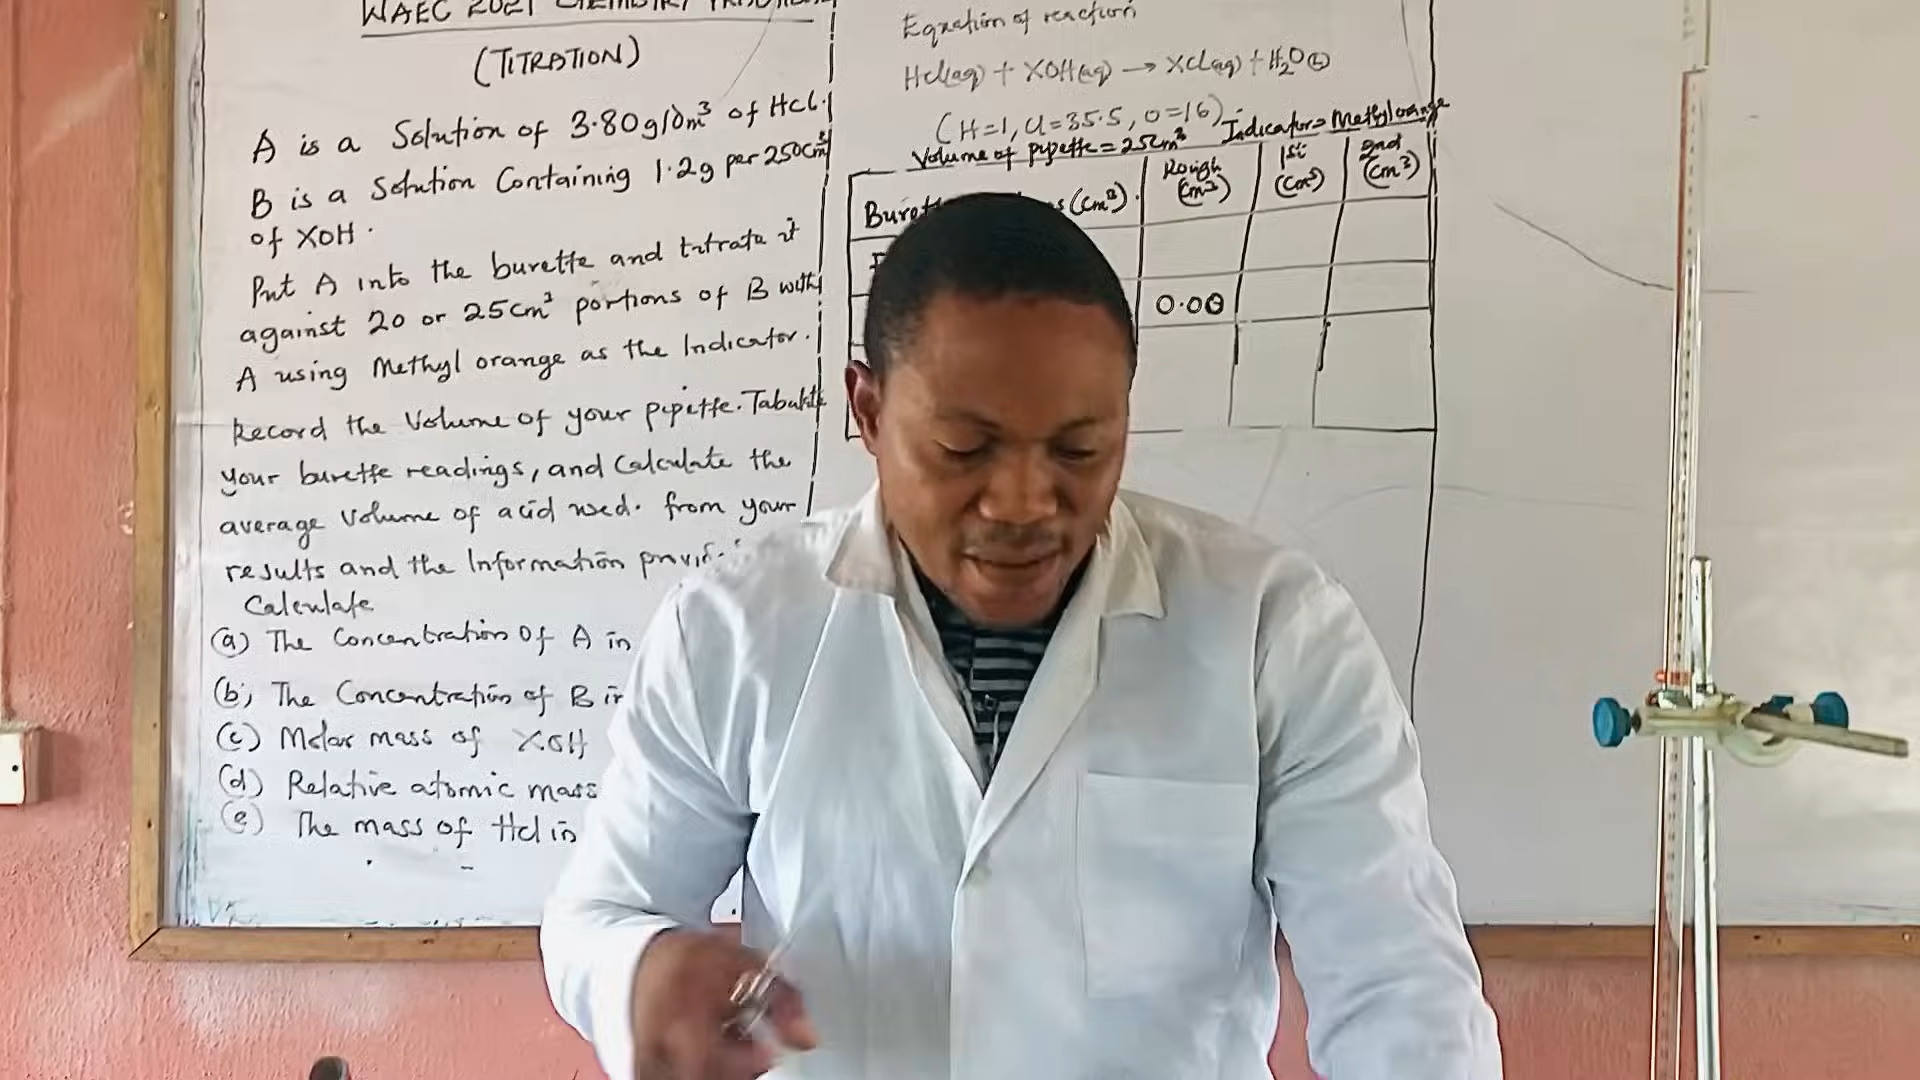 WAEC 2021 CHEMISTRY PRACTICAL
(TITRATION)
A is a Solution of 3.80g/dm³ of HCl.
B is a Solution Containing 1.2g per 250cm³
of XOH.
Put A into the burette and titrate it
against 20 or 25cm³ portions of B with
A using Methyl orange as the Indicator.
Record the Volume of your pipette. Tabulate
your burette readings, and Calculate the
average Volume of acid used. from your
results and the Information
Calculate
(a) The Concentration Of A in
(b) The Concentration of B in
(c) Molar mass of XOH
(d) Relative atomic mass
(e) The mass of HCl in
Equation of reaction
HCl(aq) + XOH(aq) → XCl(aq) + H₂O(l)
(H=1, Cl=35.5, O=16)
Indicator = Methyl orange
Volume of pipette = 25cm³
(cm³) Rough (cm³) 1st (cm³) 2nd (cm³)
0.00